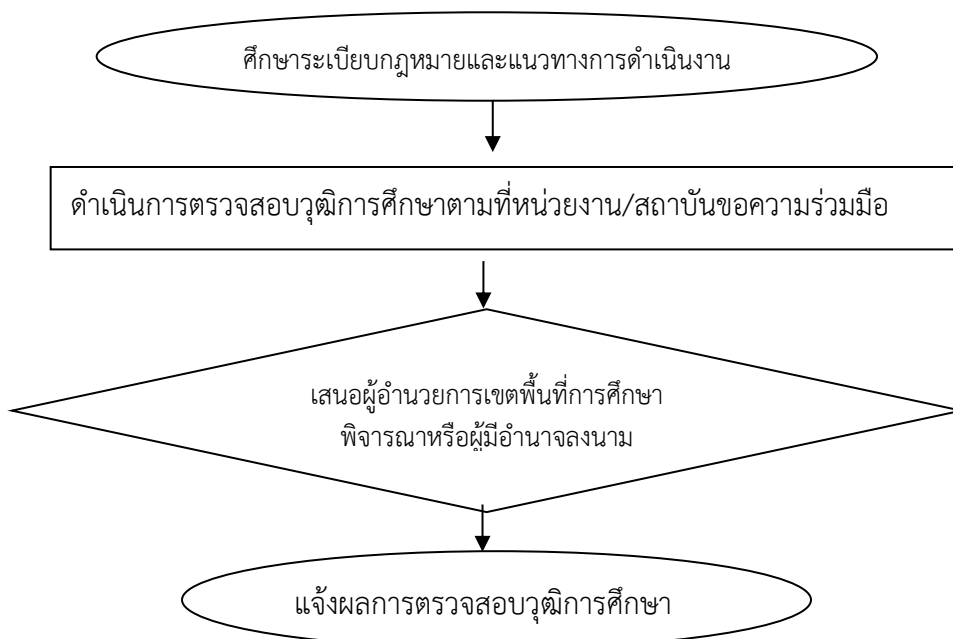 ศึกษาระเบียบกฎหมายและแนวทางการดำเนินงาน
ดำเนินการตรวจสอบวุฒิการศึกษาตามที่หน่วยงาน/สถาบันขอความร่วมมือ
เสนอผู้อำนวยการเขตพื้นที่การศึกษา
พิจารณาหรือผู้มีอำนาจลงนาม
แจ้งผลการตรวจสอบวุฒิการศึกษา